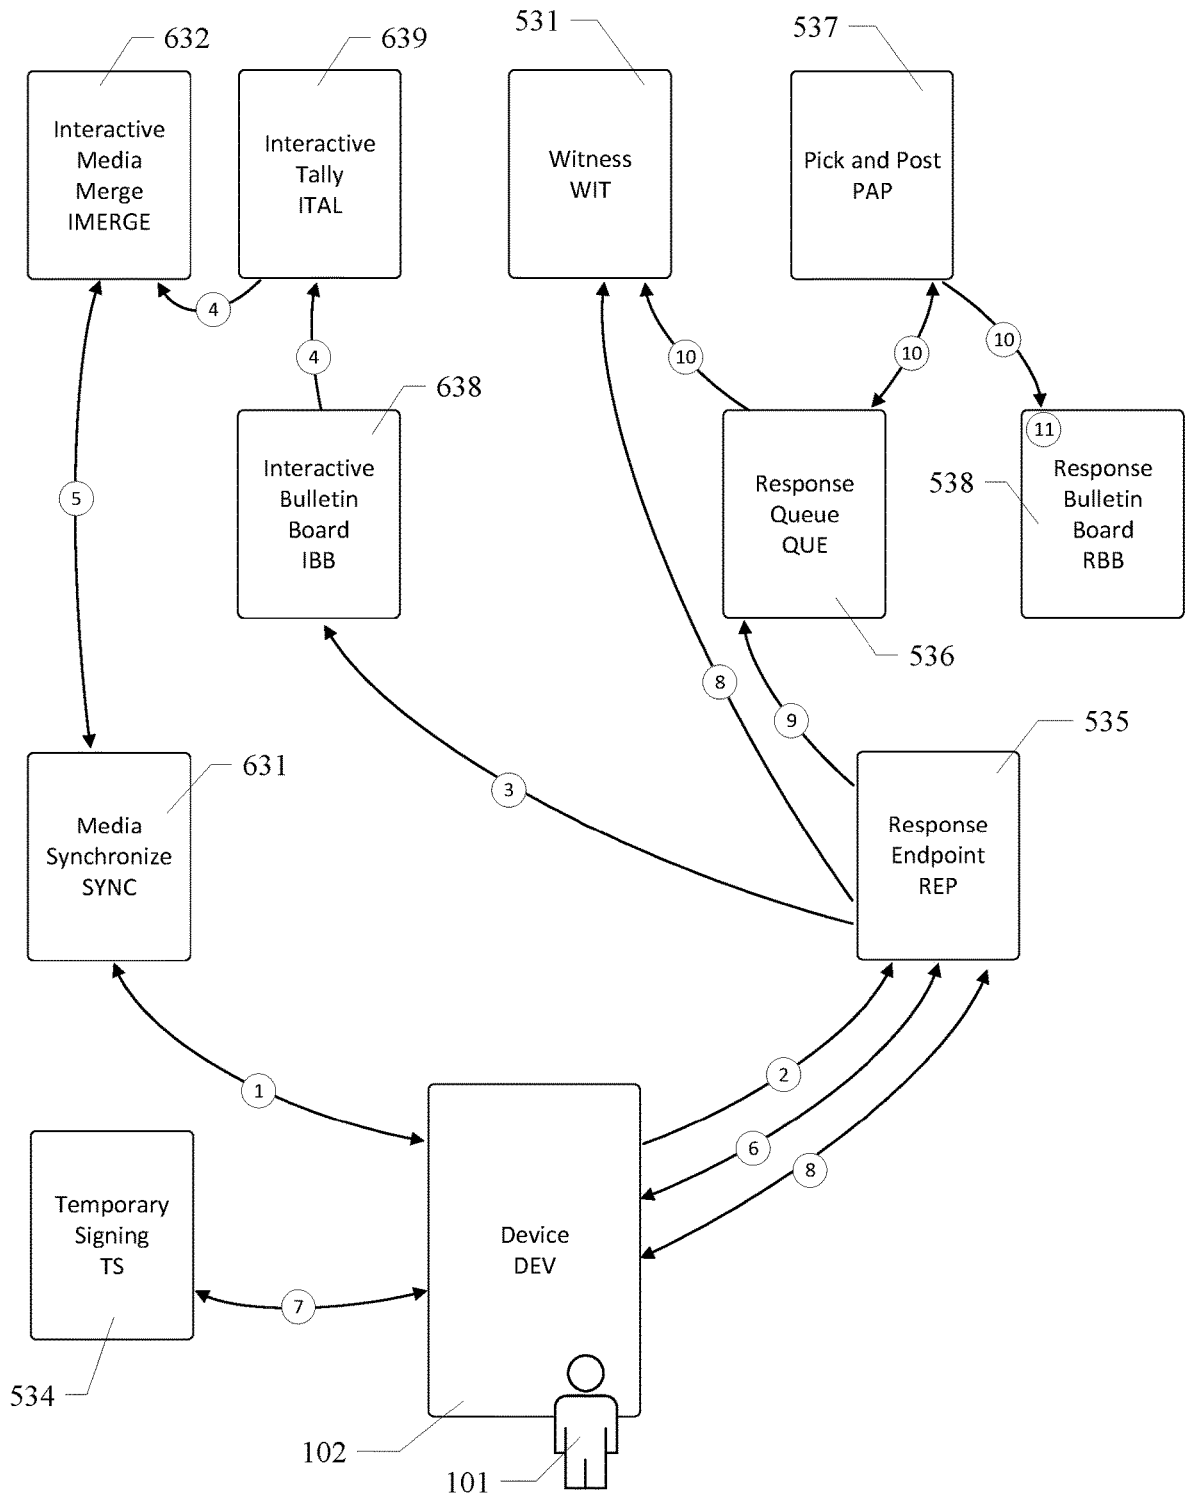 632
639
531
537
Interactive
Media
Merge
IMERGE
Interactive
Tally
ITAL
Witness
WIT
Pick and Post
PAP
4
4
10
10
10
638
Interactive
Bulletin
Board
IBB
Response
Queue
QUE
11
538
Response
Bulletin
Board
RBB
5
536
8
9
535
631
3
Media
Synchronize
SYNC
Response
Endpoint
REP
1
2
6
8
Temporary
Signing
TS
Device
DEV
7
534
102
101